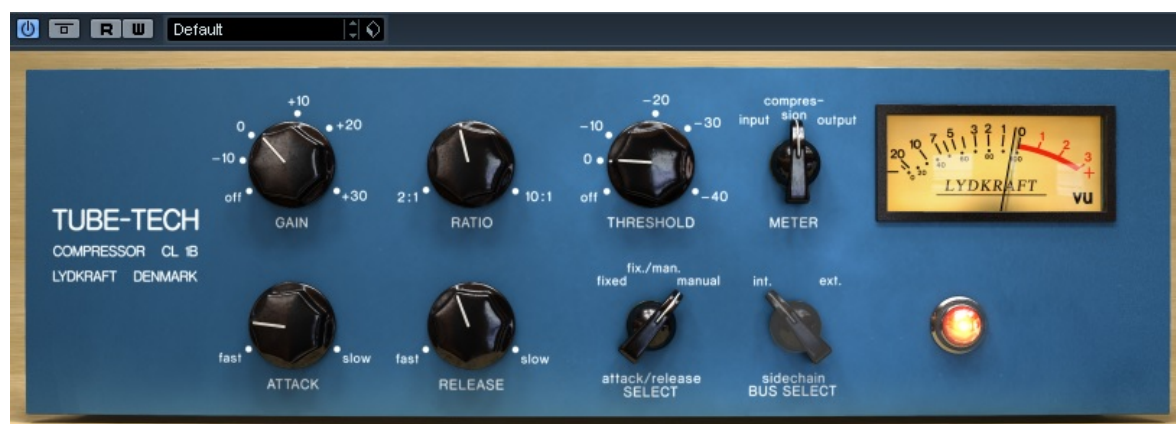 R W Default
+10
0 +20
-10
off +30
GAIN
2:1 10:1
RATIO
-20
-10 -30
0
off -40
THRESHOLD
compres-
input sion output
METER
20 10 7 5 3 2 1 0 1 2 3
- +
LYDKRAFT
VU
TUBE-TECH
COMPRESSOR CL 1B
LYDKRAFT DENMARK
fast slow
ATTACK
fast slow
RELEASE
fix./man.
fixed manual
attack/release
SELECT
int. ext.
sidechain
BUS SELECT